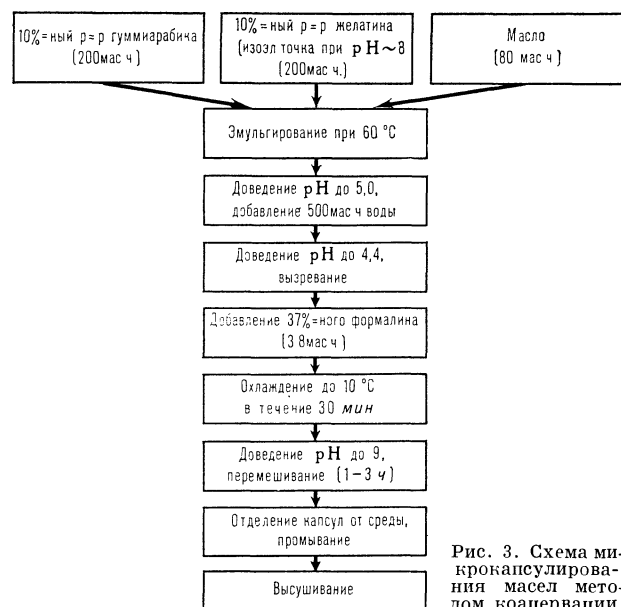 10%=ный р=р гуммиарабика
(200мас ч)
10%=ный р=р желатина
(изоэл точка при pH~8
(200мас ч.)
Масло
(80 мас ч)
Эмульгирование при 60 °С
Доведение pH до 5,0,
добавление 500мас ч воды
Доведение pH до 4,4,
вызревание
Добавление 37%=ного формалина
(3 8мас ч)
Охлаждение до 10 °С
в течение 30 мин
Доведение pH до 9,
перемешивание (1−3 ч)
Отделение капсул от среды,
промывание
Высушивание
Рис. 3. Схема ми-
крокапсулирова-
ния масел мето-
дом коацервации.